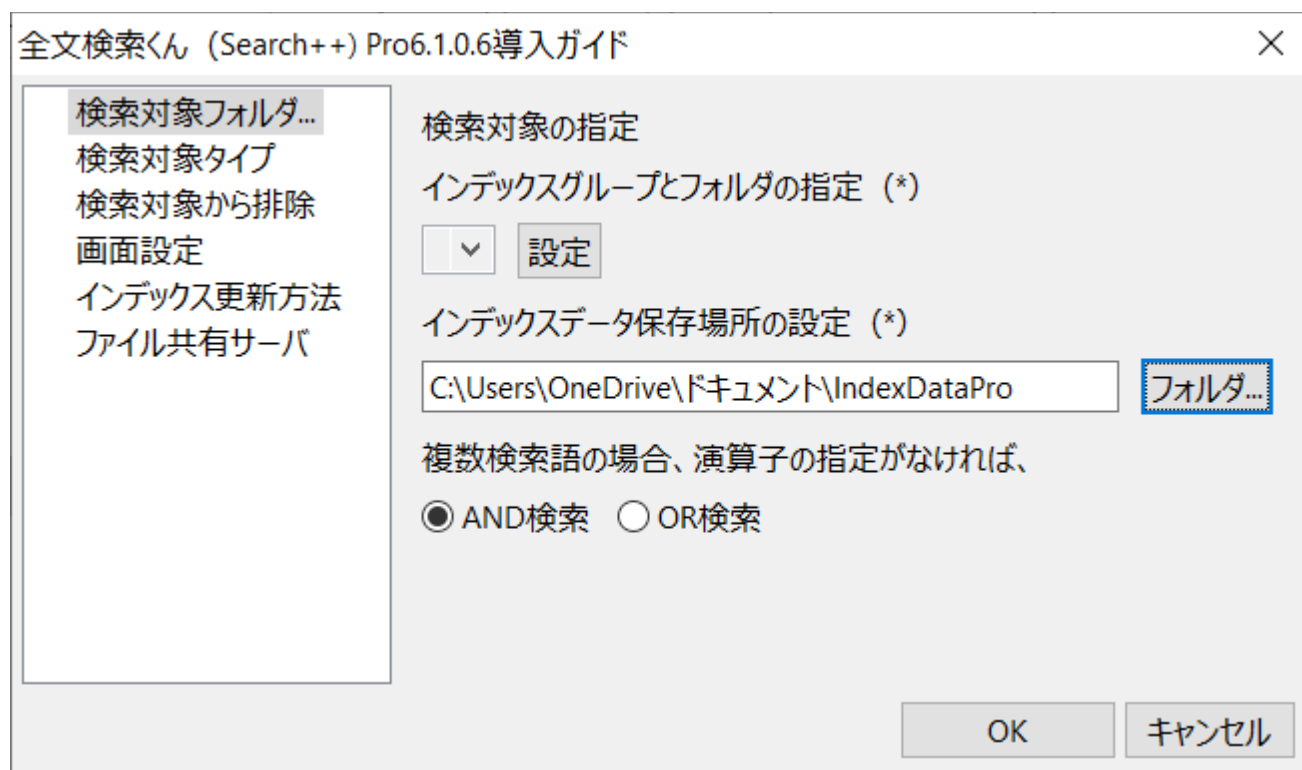 全文検索くん (Search++) Pro6.1.0.6導入ガイド
検索対象フォルダ...
検索対象タイプ
検索対象から排除
画面設定
インデックス更新方法
ファイル共有サーバ
検索対象の指定
インデックスグループとフォルダの指定 (*)
設定
インデックスデータ保存場所の設定 (*)
C:\Users\OneDrive\ドキュメント\IndexDataPro
フォルダ...
複数検索語の場合、演算子の指定がなければ、
AND検索 OR検索
OK キャンセル